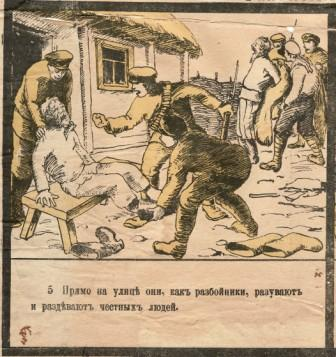 5 Прямо на улицѣ они, какъ разбойники, разуваютъ
и раздѣваютъ честныхъ людей.